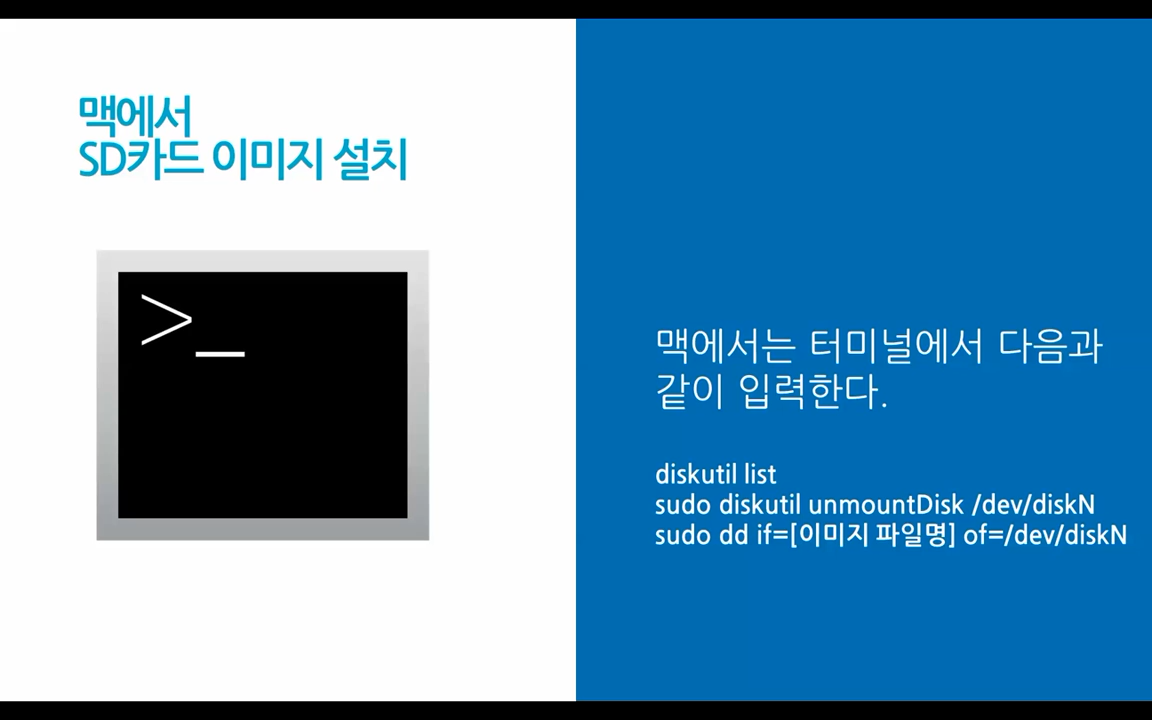 맥에서
SD카드 이미지 설치
>_
맥에서는 터미널에서 다음과
같이 입력한다.
diskutil list
sudo diskutil unmountDisk /dev/diskN
sudo dd if=[이미지 파일명] of=/dev/diskN